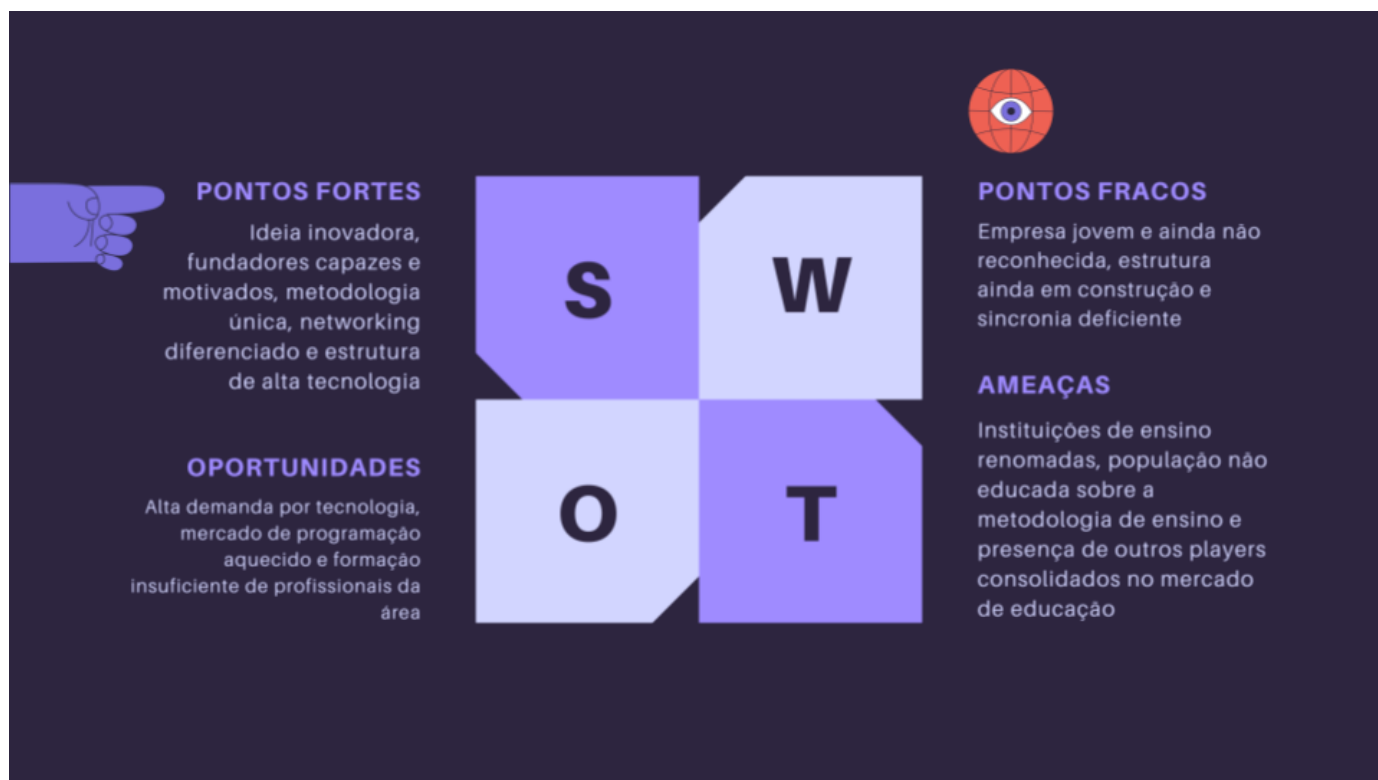 PONTOS FORTES
Ideia inovadora,
fundadores capazes e
motivados, metodologia
única, networking
diferenciado e estrutura
de alta tecnologia
OPORTUNIDADES
Alta demanda por tecnologia,
mercado de programação
aquecido e formação
insuficiente de profissionais da
área
S
W
O
T
PONTOS FRACOS
Empresa jovem e ainda não
reconhecida, estrutura
ainda em construção e
sincronia deficiente
AMEAÇAS
Instituições de ensino
renomadas, população não
educada sobre a
metodologia de ensino e
presença de outros players
consolidados no mercado
de educação